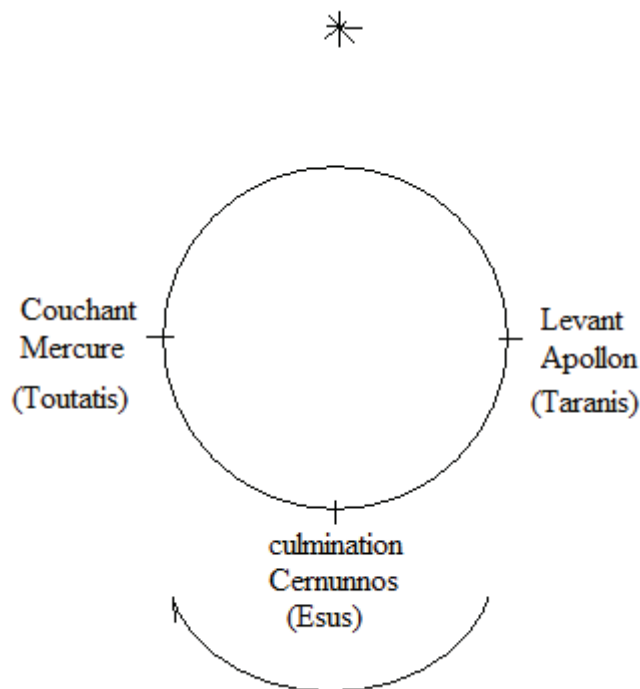 Couchant
Mercure
(Toutatis)
Levant
Apollon
(Taranis)
culmination
Cernunnos
(Esus)